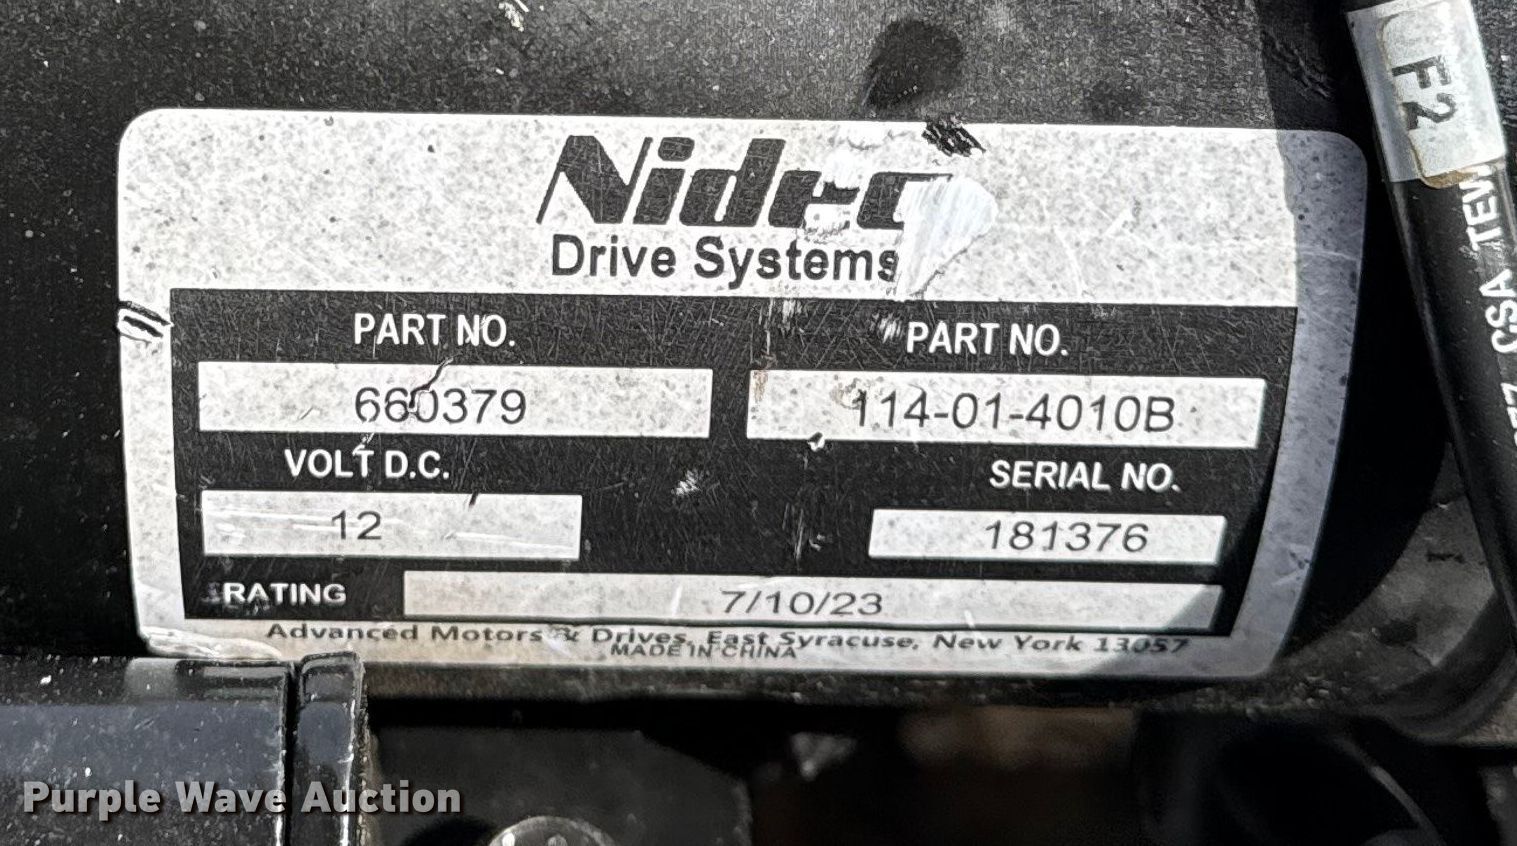 F2
Nidec
Drive Systems
CSA TEW
PART NO.
PART NO.
660379
114-01-4010B
VOLT D.C.
SERIAL NO.
12
181376
RATING
7/10/23
Advanced Motors & Drives, East Syracuse, New York 13057
MADE IN CHINA
Purple Wave Auction